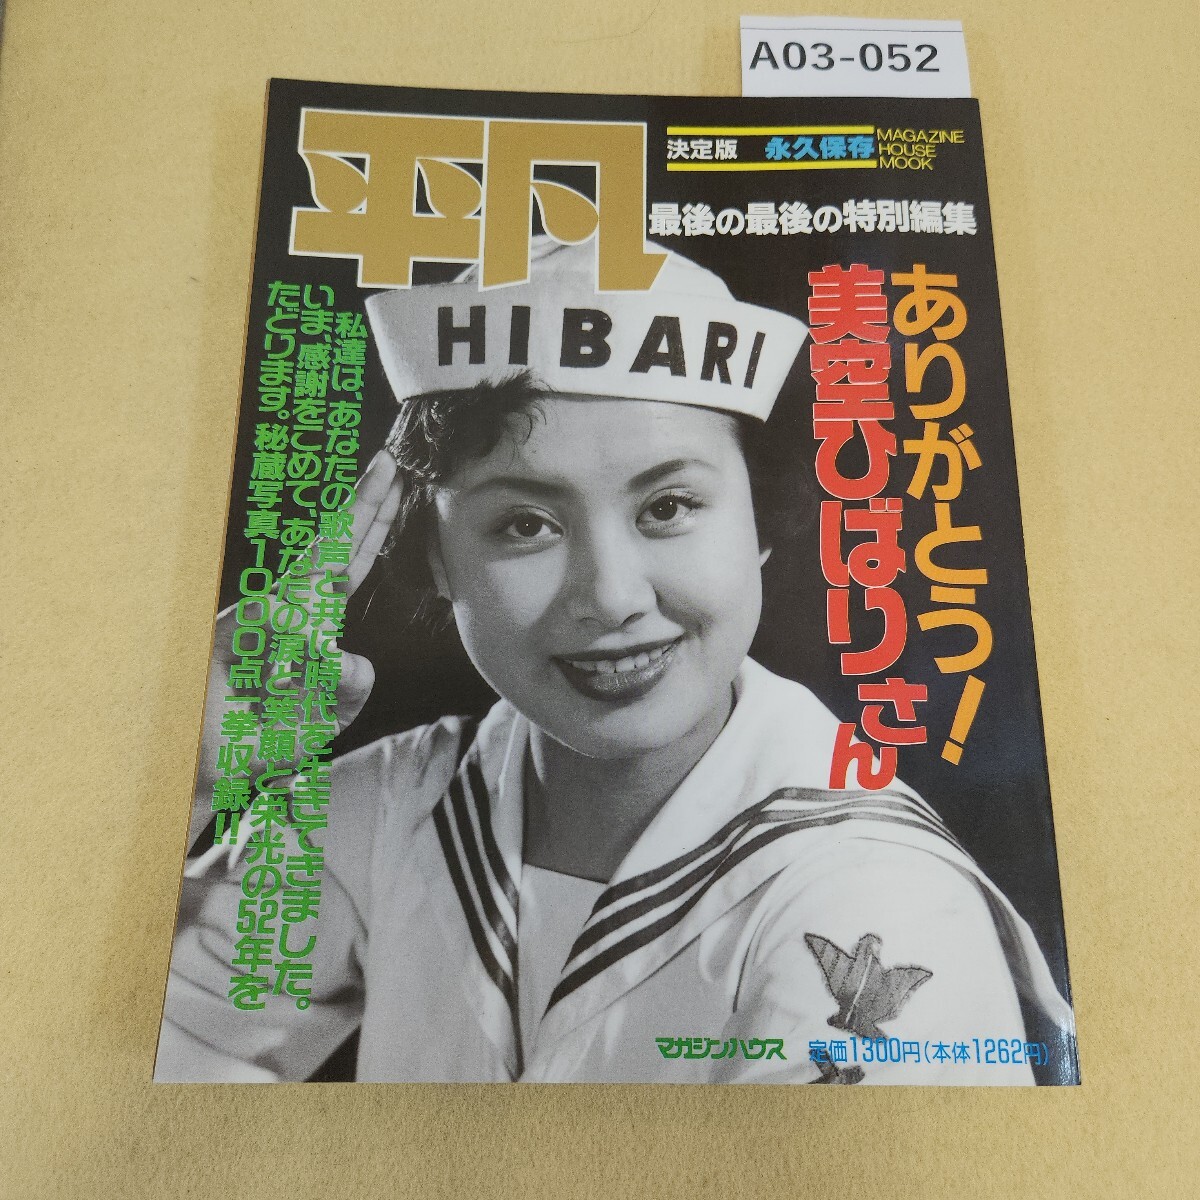 A03-052
平凡
決定版 永久保存
MAGAZINE
HOUSE
MOOK
最後の最後の特別編集
HIBARI
ありがとう!
美空ひばりさん
私達は、あなたの歌声と共に時代を生きてきました。
いま、感謝をこめて、あなたの涙と笑顔と栄光の52年を
たどります。秘蔵写真1000点一挙収録!!
マガジンハウス 定価1300円(本体1262円)